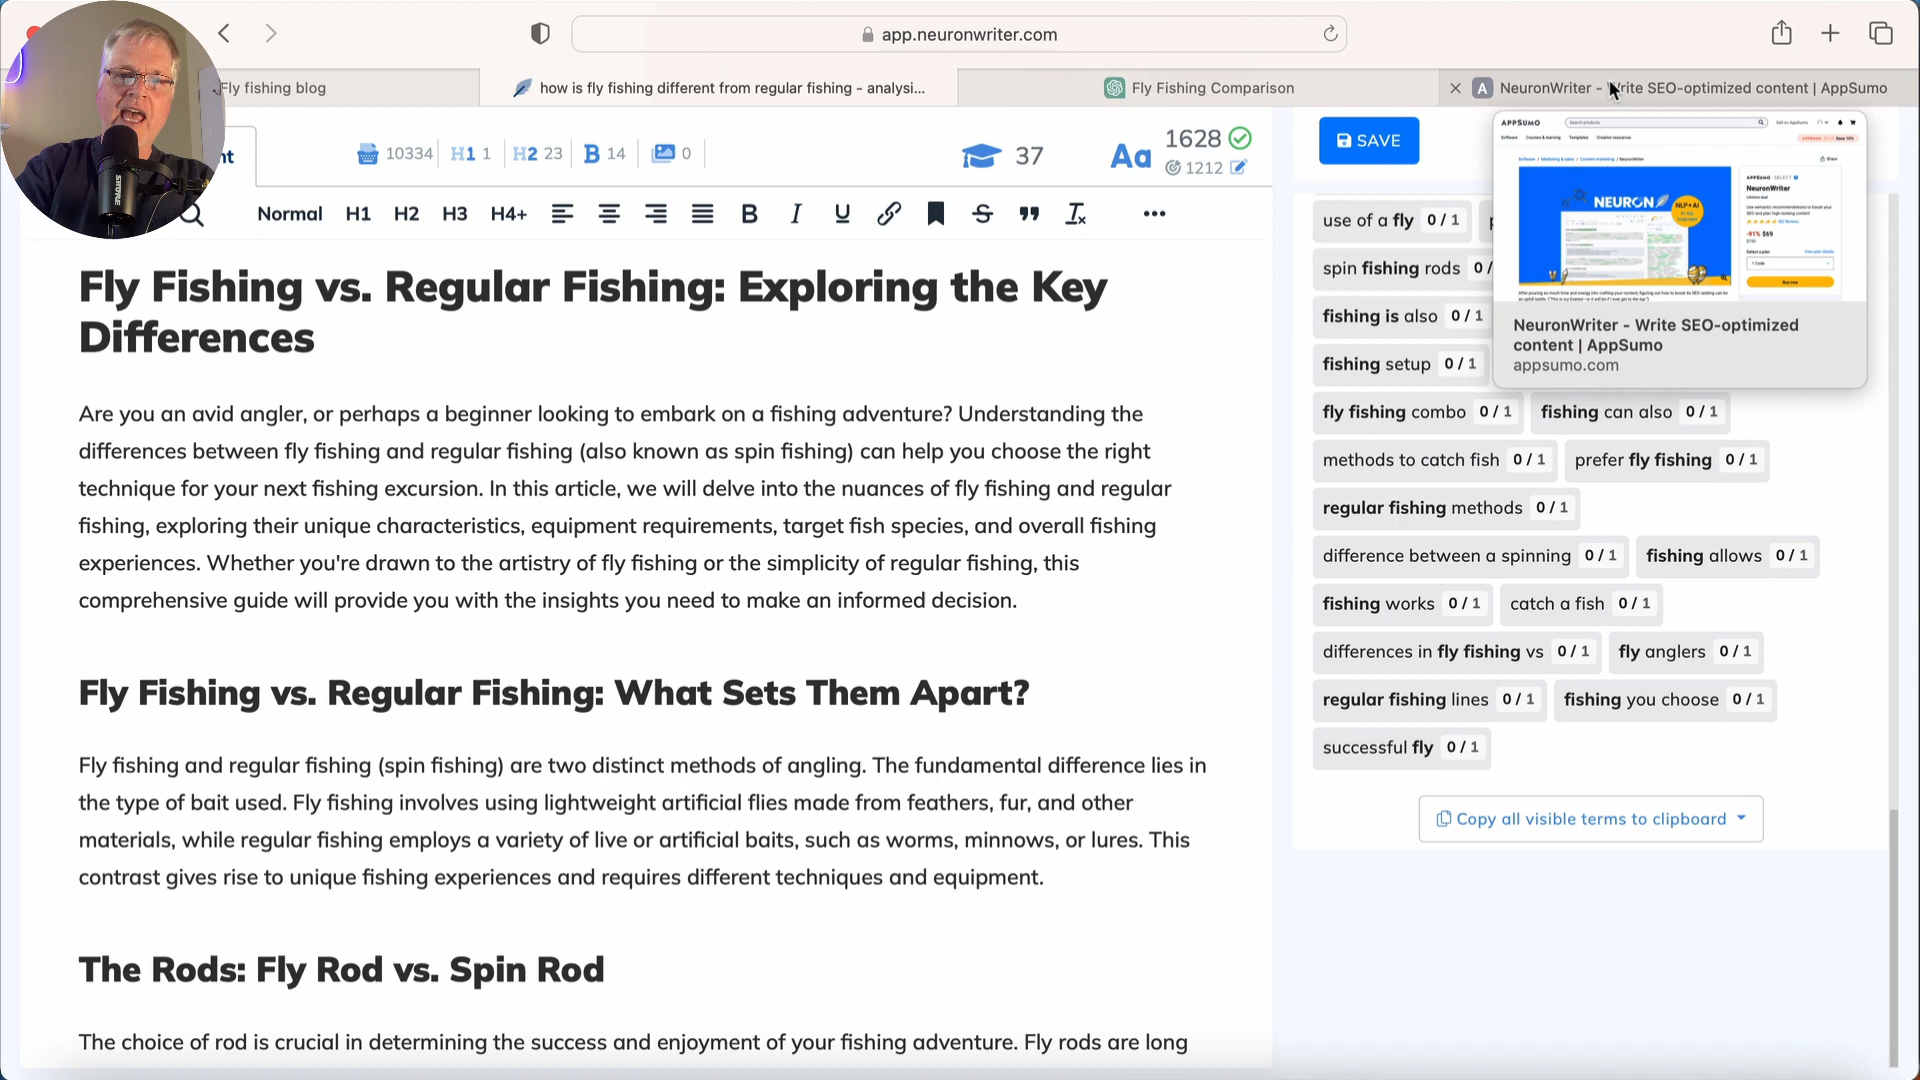 app.neuronwriter.com
Fly fishing blog
how is fly fishing different from regular fishing - analysi...
Fly Fishing Comparison
A
NeuronWriter - Write SEO-optimized content | AppSumo
nt
10334
H1 1
H2 23
B 14
0
37
Aa
1628
1212
SAVE
Normal H1 H2 H3 H4+ B I U S
Fly Fishing vs. Regular Fishing: Exploring the Key
Differences
Are you an avid angler, or perhaps a beginner looking to embark on a fishing adventure? Understanding the
differences between fly fishing and regular fishing (also known as spin fishing) can help you choose the right
technique for your next fishing excursion. In this article, we will delve into the nuances of fly fishing and regular
fishing, exploring their unique characteristics, equipment requirements, target fish species, and overall fishing
experiences. Whether you're drawn to the artistry of fly fishing or the simplicity of regular fishing, this
comprehensive guide will provide you with the insights you need to make an informed decision.
Fly Fishing vs. Regular Fishing: What Sets Them Apart?
Fly fishing and regular fishing (spin fishing) are two distinct methods of angling. The fundamental difference lies in
the type of bait used. Fly fishing involves using lightweight artificial flies made from feathers, fur, and other
materials, while regular fishing employs a variety of live or artificial baits, such as worms, minnows, or lures. This
contrast gives rise to unique fishing experiences and requires different techniques and equipment.
The Rods: Fly Rod vs. Spin Rod
The choice of rod is crucial in determining the success and enjoyment of your fishing adventure. Fly rods are long
use of a fly 0 / 1
spin fishing rods 0 /
fishing is also 0 / 1
fishing setup 0 / 1
fly fishing combo 0 / 1 fishing can also 0 / 1
methods to catch fish 0 / 1 prefer fly fishing 0 / 1
regular fishing methods 0 / 1
difference between a spinning 0 / 1 fishing allows 0 / 1
fishing works 0 / 1 catch a fish 0 / 1
differences in fly fishing vs 0 / 1 fly anglers 0 / 1
regular fishing lines 0 / 1 fishing you choose 0 / 1
successful fly 0 / 1
Copy all visible terms to clipboard
APPSUMO
NEURON
NLP+AI
NeuronWriter
-91% $69
Buy now
NeuronWriter - Write SEO-optimized
content | AppSumo
appsumo.com
SHURE